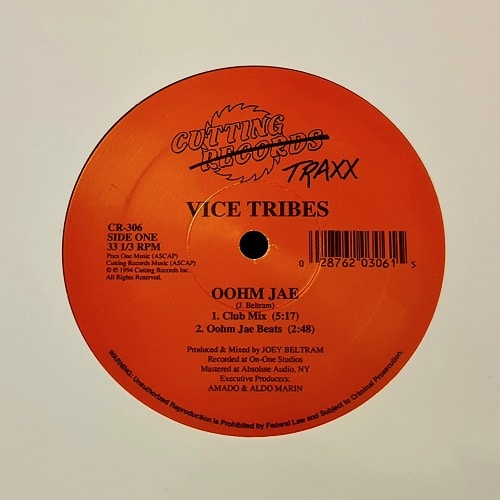 CUTTING
RECORDS
TRAXX
VICE TRIBES
CR-306
SIDE ONE
33 1/3 RPM
Poes One Music (ASCAP)
Cutting Records Music (ASCAP)
© ℗ 1994 Cutting Records Inc.
All Rights Reserved.
0 28762 03061 5
OOHM JAE
(J. Beltram)
1. Club Mix (5:17)
2. Oohm Jae Beats (2:48)
Produced & Mixed by JOEY BELTRAM
Recorded at On-One Studios
Mastered at Absolute Audio, NY
Executive Producers:
AMADO & ALDO MARIN
WARNING: Unauthorized Reproduction is Prohibited by Federal Law and Subject to Criminal Prosecution.